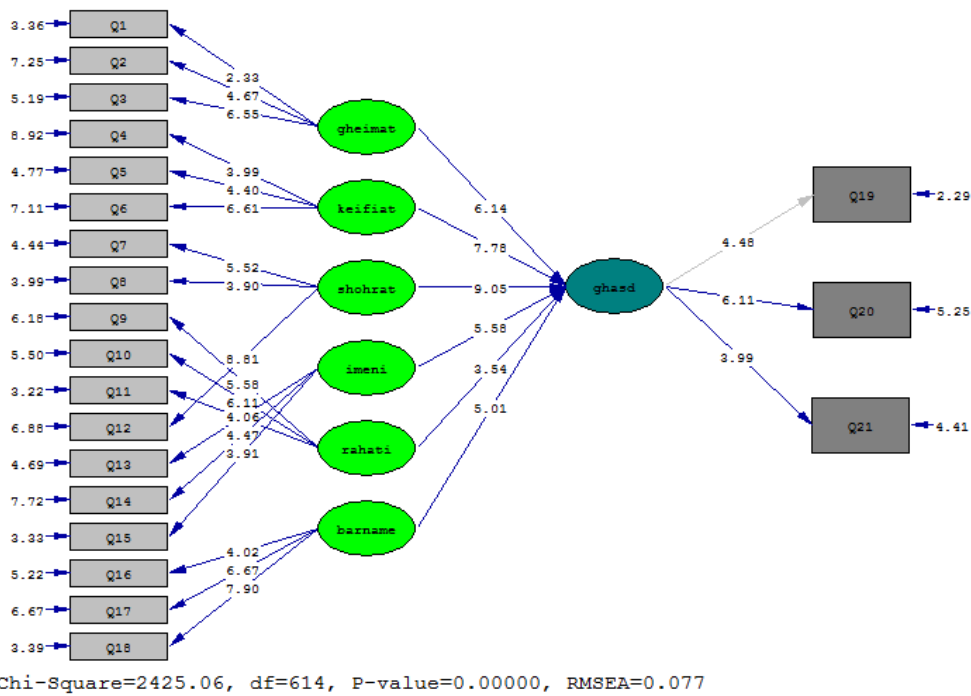 3.36 Q1
7.25 Q2
5.19 Q3
8.92 Q4
4.77 Q5
7.11 Q6
4.44 Q7
3.99 Q8
6.18 Q9
5.50 Q10
3.22 Q11
6.88 Q12
4.69 Q13
7.72 Q14
3.33 Q15
5.22 Q16
6.67 Q17
3.39 Q18
2.33
4.67
6.55
3.99
4.40
6.61
5.52
3.90
8.81
5.58
6.11
4.06
4.47
3.91
4.02
6.67
7.90
gheimat
keifiat
shohrat
imeni
rahati
barname
6.14
7.78
9.05
5.58
3.54
5.01
ghasd
4.48
6.11
3.99
Q19 2.29
Q20 5.25
Q21 4.41
Chi-Square=2425.06, df=614, P-value=0.00000, RMSEA=0.077